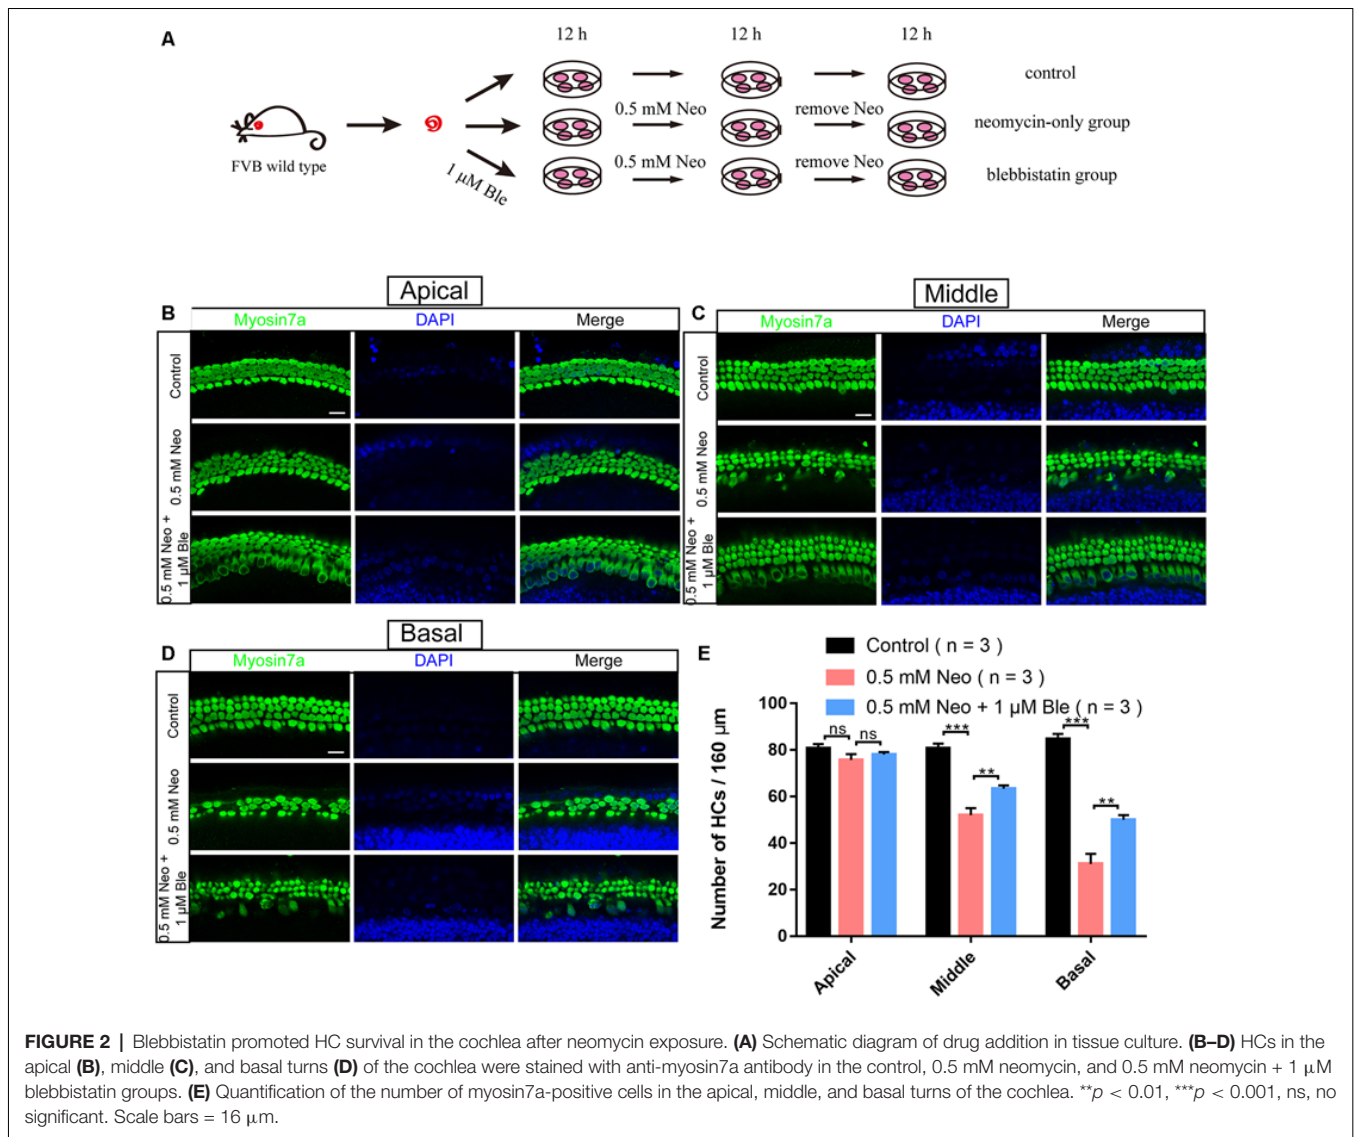 A
12 h
12 h
12 h
control
0.5 mM Neo
remove Neo
neomycin-only group
FVB wild type
1 µM Ble
0.5 mM Neo
remove Neo
blebbistatin group
B
Apical
Myosin7a
DAPI
Merge
Control
0.5 mM Neo
0.5 mM Neo +
1 µM Ble
C
Middle
Myosin7a
DAPI
Merge
Control
0.5 mM Neo
0.5 mM Neo +
1 µM Ble
D
Basal
Myosin7a
DAPI
Merge
Control
0.5 mM Neo
0.5 mM Neo +
1 µM Ble
E
Control ( n = 3 )
0.5 mM Neo ( n = 3 )
0.5 mM Neo + 1 µM Ble ( n = 3 )
Number of HCs / 160 µm
100
80
60
40
20
0
ns
ns
***
**
***
**
Apical
Middle
Basal
FIGURE 2 | Blebbistatin promoted HC survival in the cochlea after neomycin exposure. (A) Schematic diagram of drug addition in tissue culture. (B–D) HCs in the
apical (B), middle (C), and basal turns (D) of the cochlea were stained with anti-myosin7a antibody in the control, 0.5 mM neomycin, and 0.5 mM neomycin + 1 µM
blebbistatin groups. (E) Quantification of the number of myosin7a-positive cells in the apical, middle, and basal turns of the cochlea. **p < 0.01, ***p < 0.001, ns, no
significant. Scale bars = 16 µm.